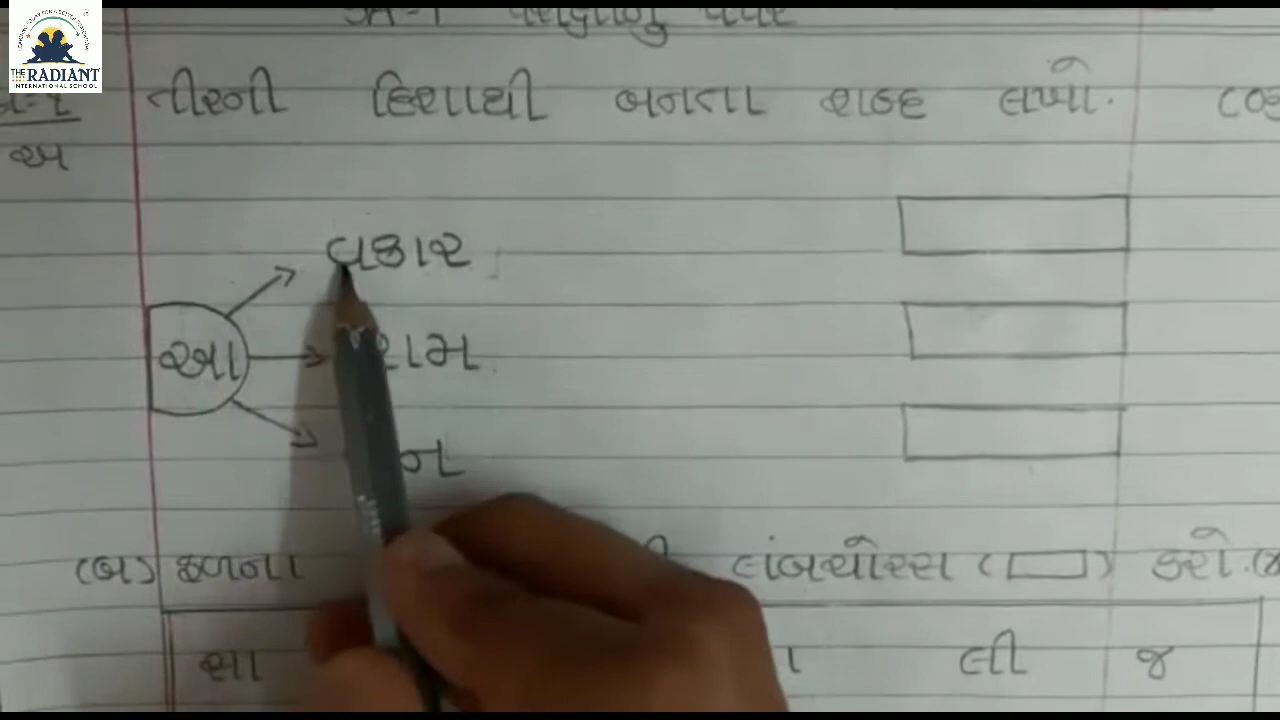 THE RADIANT
INTERNATIONAL SCHOOL
તીરની દિશાથી બનતા શબ્દ લખો.
અ
વકાર
આ રામ
ન
(બ) ફળના લંબચોરસ ( ) કરો.
સા લી જ